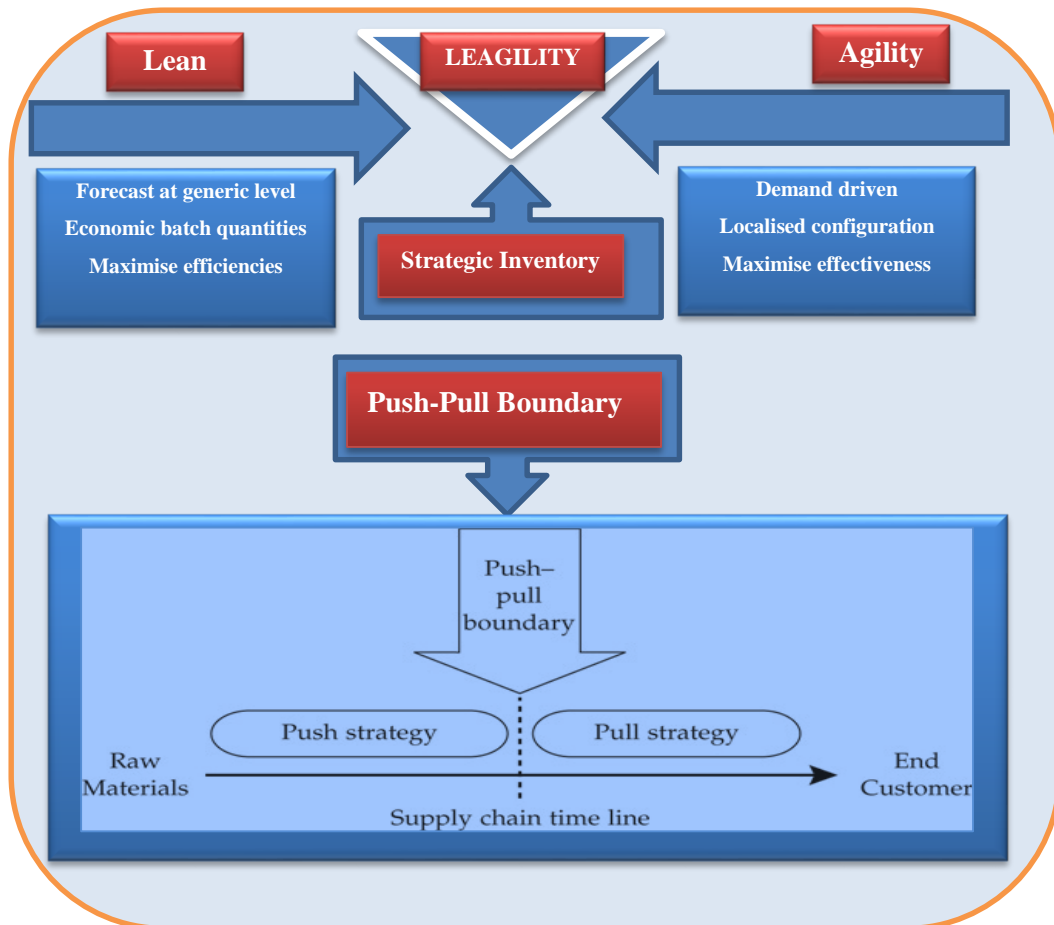 Lean
LEAGILITY
Agility
Forecast at generic level
Economic batch quantities
Maximise efficiencies
Strategic Inventory
Demand driven
Localised configuration
Maximise effectiveness
Push-Pull Boundary
Push–
pull
boundary
Push strategy
Pull strategy
Raw
Materials
End
Customer
Supply chain time line